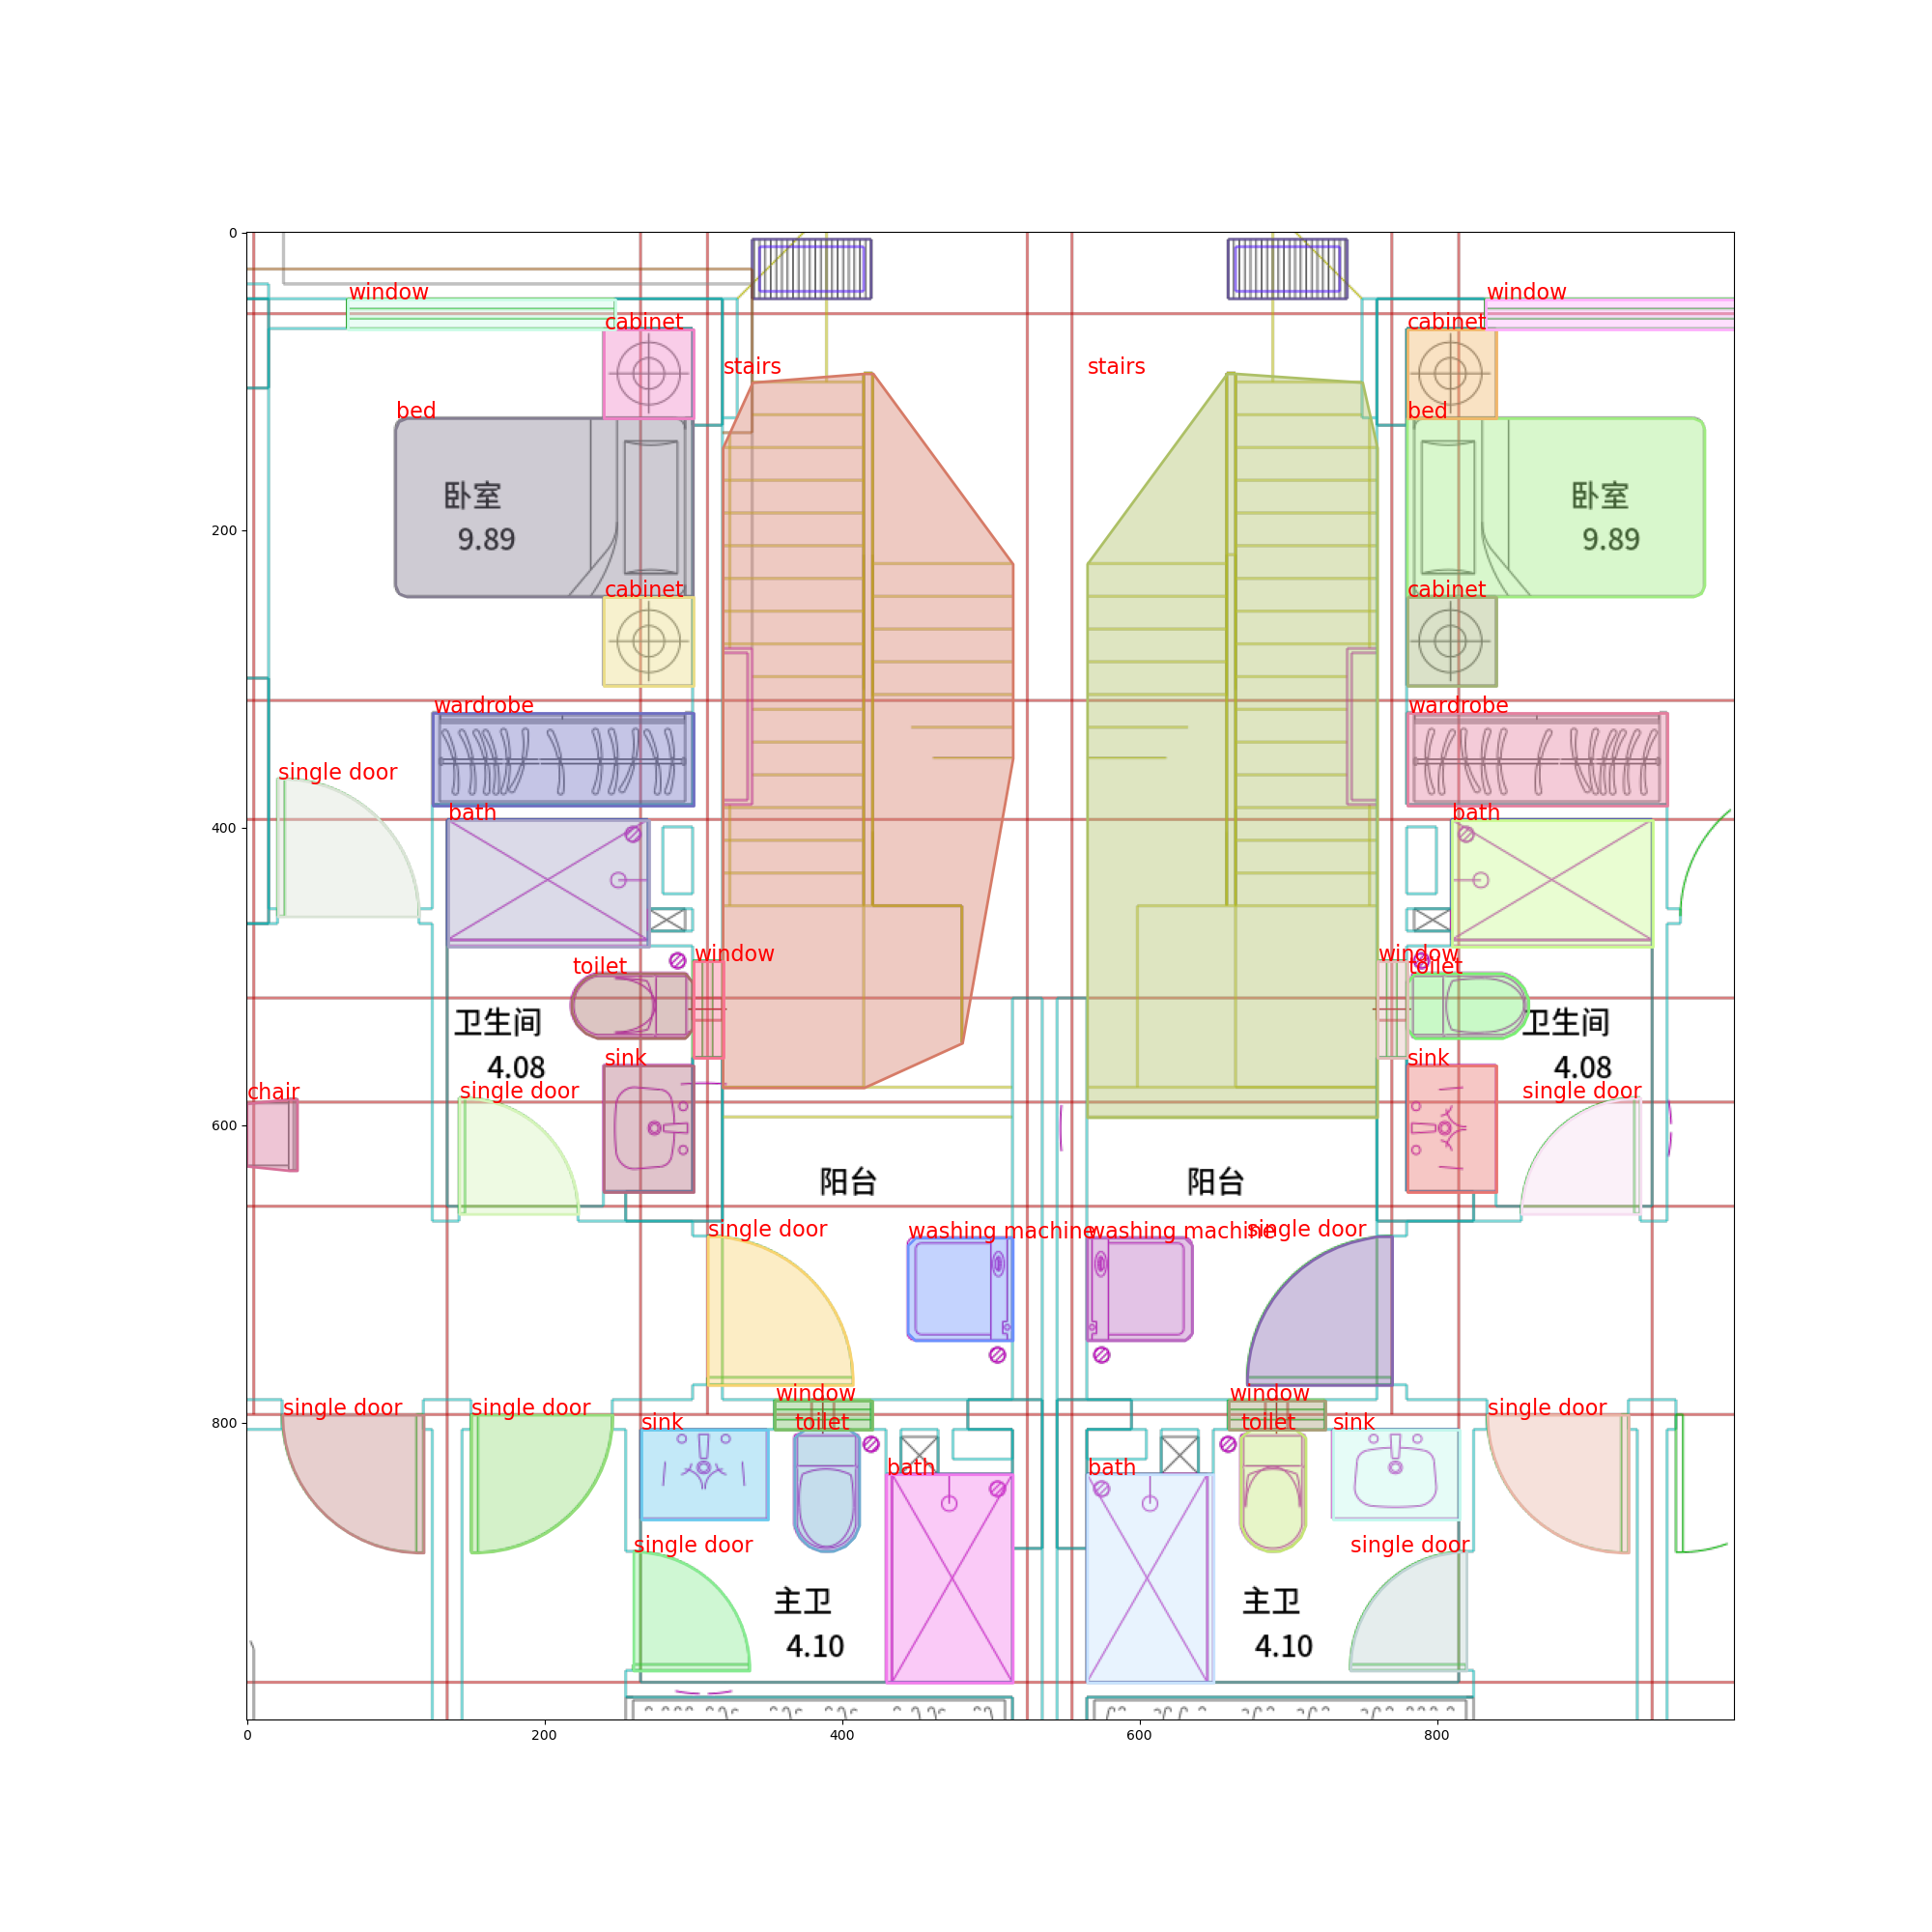 0
window
window
cabinet
cabinet
stairs
stairs
bed
bed
卧室
9.89
卧室
9.89
200
cabinet
cabinet
wardrobe
wardrobe
single door
bath
bath
400
window
window
toilet
toilet
卫生间
4.08
卫生间
4.08
sink
sink
chair
single door
single door
600
阳台
阳台
single door
washing machine
washing machine
single door
window
window
single door
single door
sink
toilet
toilet
sink
single door
800
bath
bath
single door
single door
主卫
4.10
主卫
4.10
0
200
400
600
800